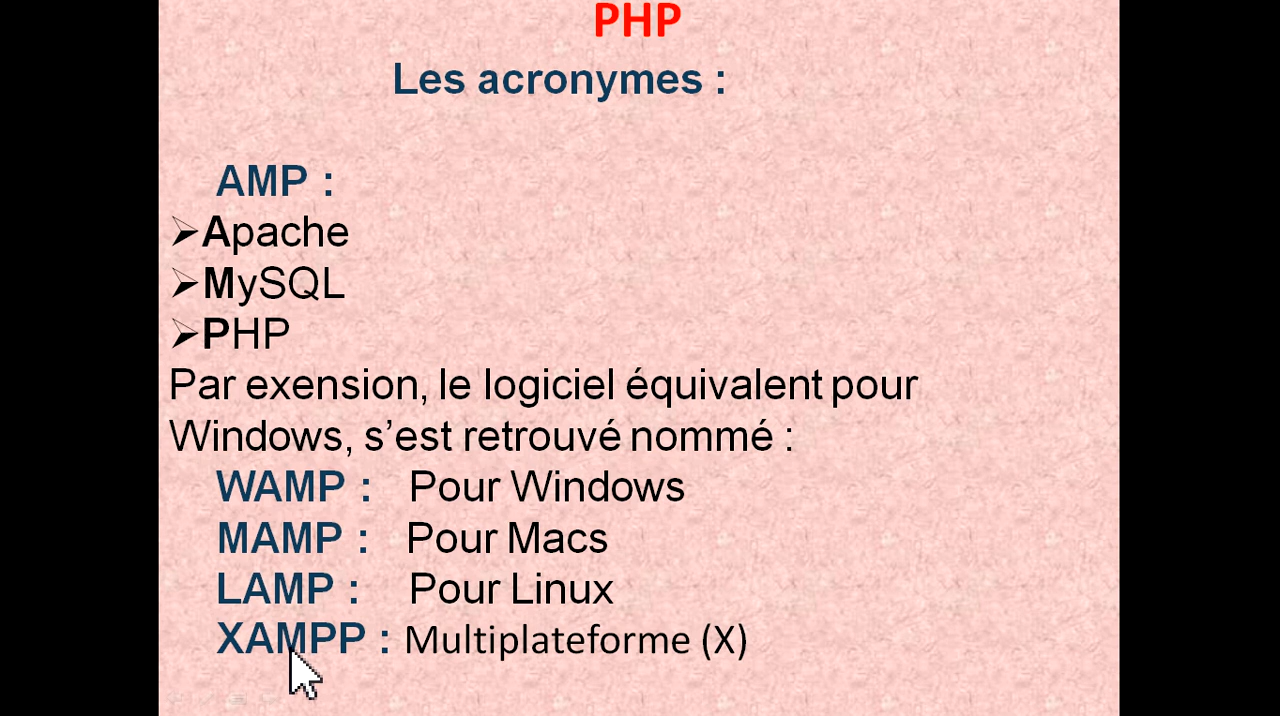 PHP
Les acronymes :
AMP :
➢Apache
➢MySQL
➢PHP
Par exension, le logiciel équivalent pour
Windows, s’est retrouvé nommé :
WAMP : Pour Windows
MAMP : Pour Macs
LAMP : Pour Linux
XAMPP : Multiplateforme (X)